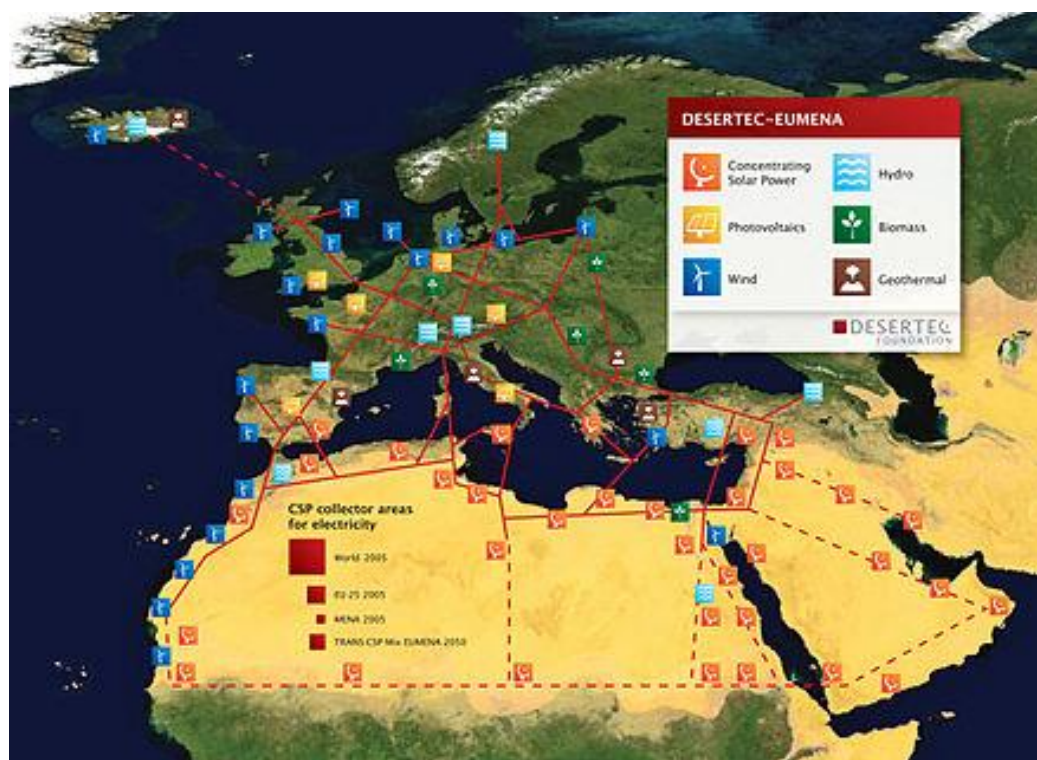 DESERTEC-EUMENA
Concentrating
Solar Power
Hydro
Photovoltaics
Biomass
Wind
Geothermal
DESERTEC
FOUNDATION
CSP collector areas
for electricity
World 2005
EU-25 2005
MENA 2005
TRANS CSP Mix EUMENA 2050